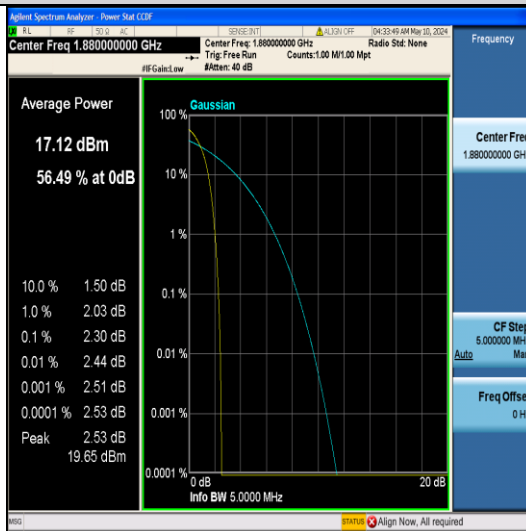 Agilent Spectrum Analyzer - Power Stat CCDF
RL RF 50 Ω AC SENSE:INT ALIGN OFF 04:33:49 AM May 10, 2024
Center Freq 1.880000000 GHz
Center Freq: 1.880000000 GHz Radio Std: None
Trig: Free Run Counts:1.00 M/1.00 Mpt
#IFGain:Low #Atten: 40 dB
Frequency
Average Power
17.12 dBm
56.49 % at 0dB
10.0 % 1.50 dB
1.0 % 2.03 dB
0.1 % 2.30 dB
0.01 % 2.44 dB
0.001 % 2.51 dB
0.0001 % 2.53 dB
Peak 2.53 dB
19.65 dBm
Gaussian
100 %
10 %
1 %
0.1 %
0.01 %
0.001 %
0.0001 %
0 dB 20 dB
Info BW 5.0000 MHz
Center Fre
1.880000000 GH
CF Step
5.000000 MH
Auto Ma
Freq Offse
0 H
MSG STATUS Align Now, All required